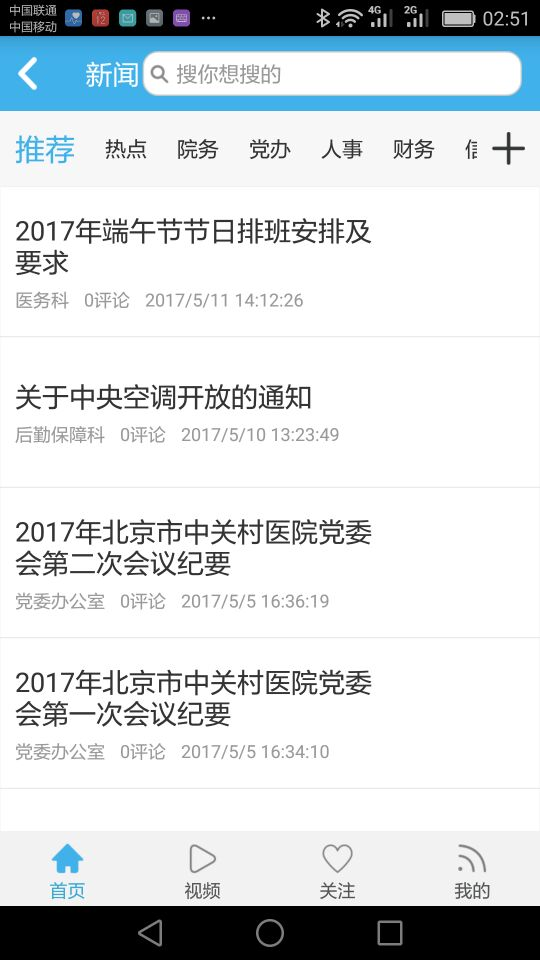 中国联通
中国移动
12
4G
2G
02:51
新闻
搜你想搜的
推荐 热点 院务 党办 人事 财务
2017年端午节节日排班安排及
要求
医务科 0评论 2017/5/11 14:12:26
关于中央空调开放的通知
后勤保障科 0评论 2017/5/10 13:23:49
2017年北京市中关村医院党委
会第二次会议纪要
党委办公室 0评论 2017/5/5 16:36:19
2017年北京市中关村医院党委
会第一次会议纪要
党委办公室 0评论 2017/5/5 16:34:10
首页 视频 关注 我的